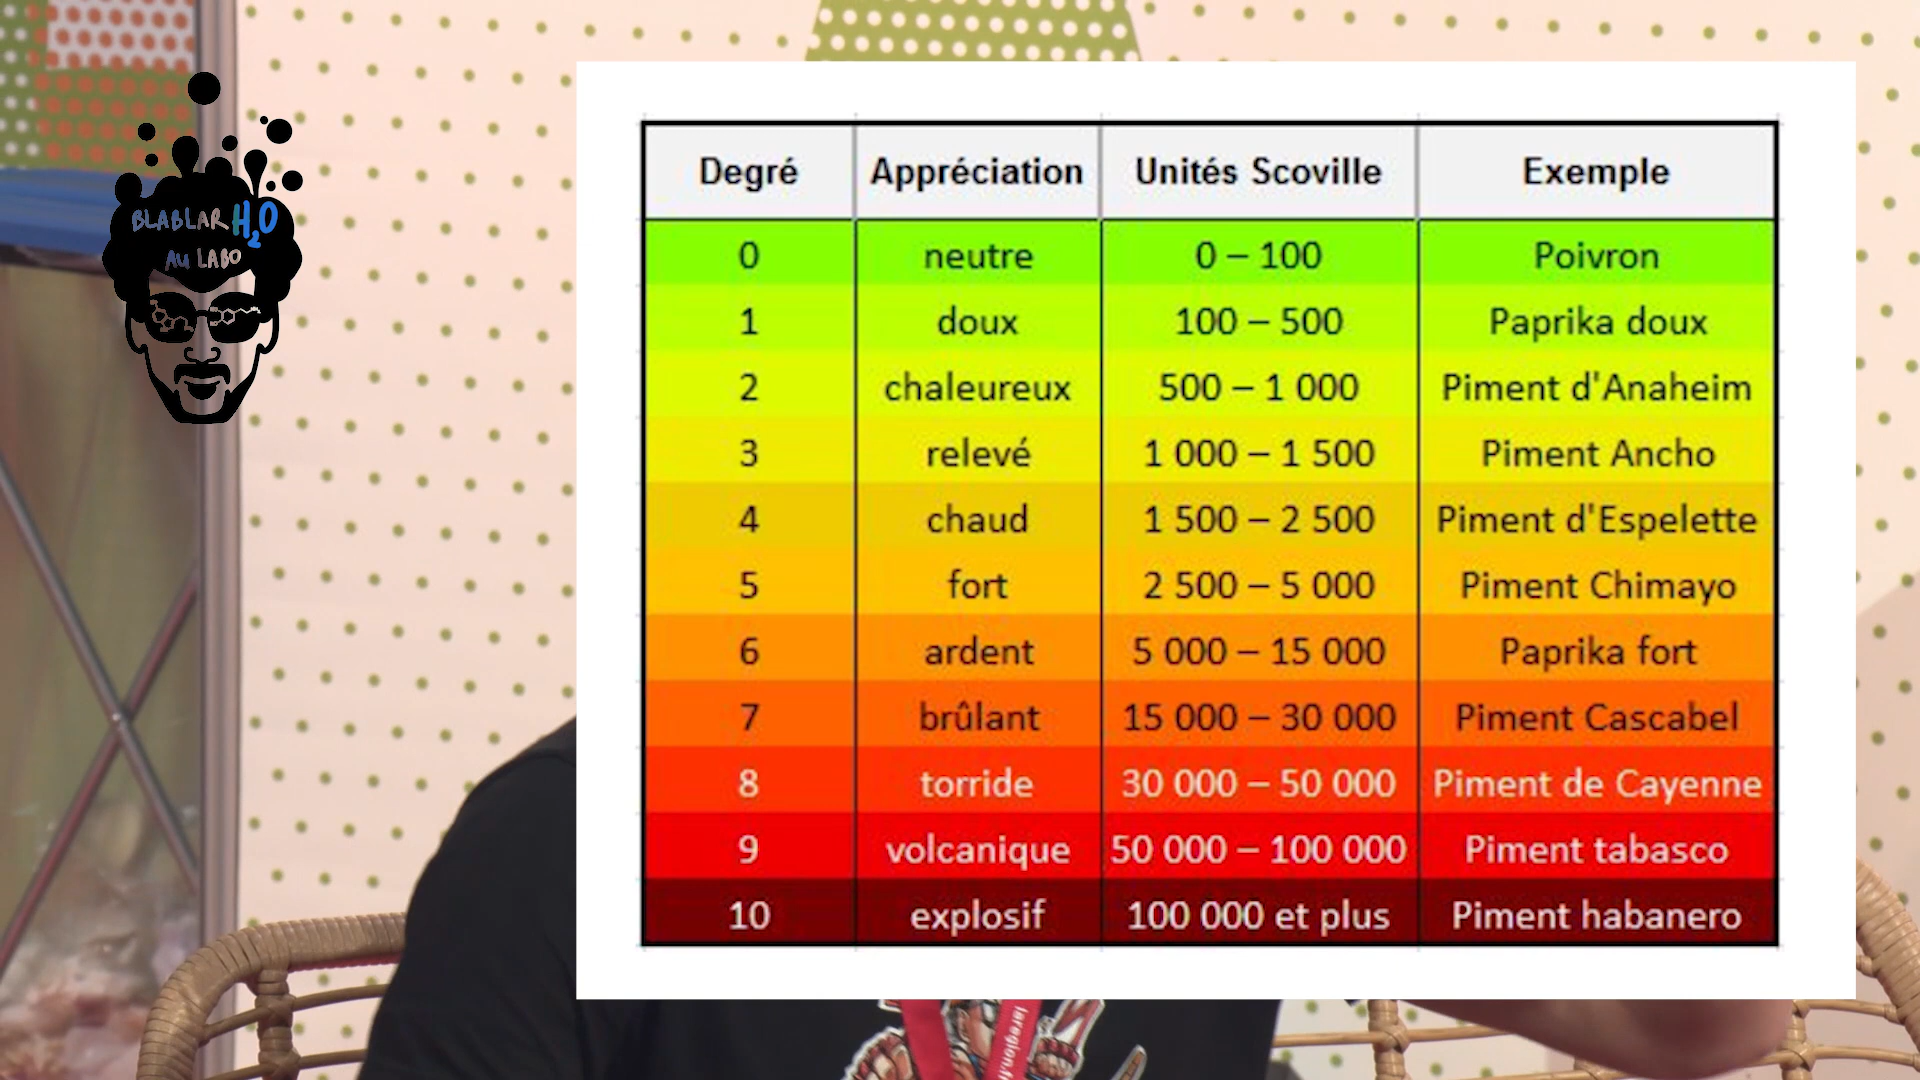 BLABLAR H2O
AU LABO
Degré Appréciation Unités Scoville Exemple
0 neutre 0 – 100 Poivron
1 doux 100 – 500 Paprika doux
2 chaleureux 500 – 1 000 Piment d'Anaheim
3 relevé 1 000 – 1 500 Piment Ancho
4 chaud 1 500 – 2 500 Piment d'Espelette
5 fort 2 500 – 5 000 Piment Chimayo
6 ardent 5 000 – 15 000 Paprika fort
7 brûlant 15 000 – 30 000 Piment Cascabel
8 torride 30 000 – 50 000 Piment de Cayenne
9 volcanique 50 000 – 100 000 Piment tabasco
10 explosif 100 000 et plus Piment habanero
laregion.f